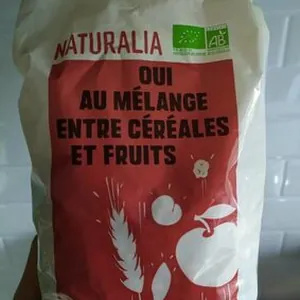 NATURALIA
AB
OUI
AU MÉLANGE
ENTRE CÉRÉALES
ET FRUITS